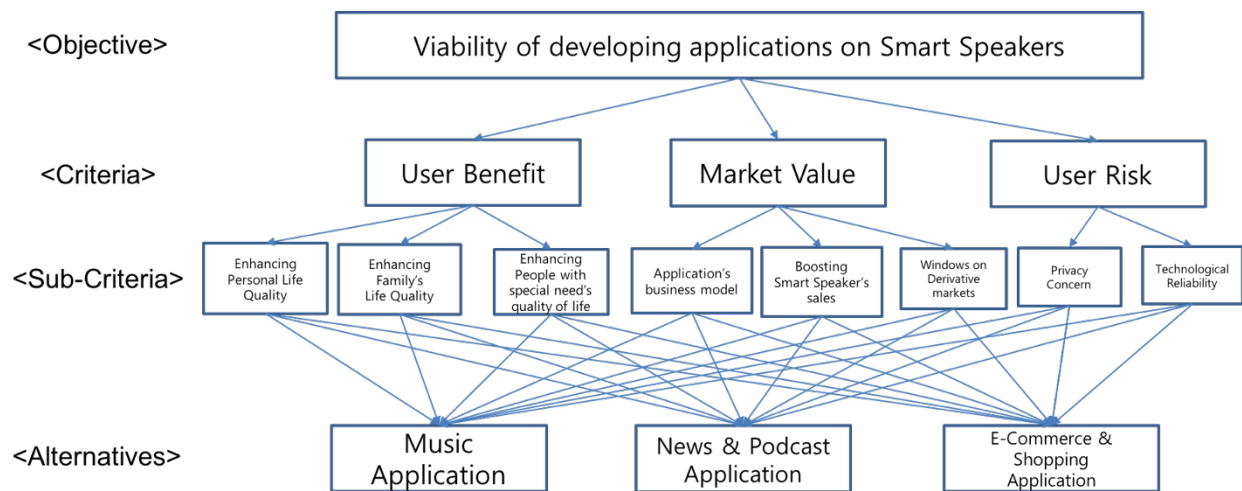 <Objective>
Viability of developing applications on Smart Speakers
<Criteria>
User Benefit
Market Value
User Risk
<Sub-Criteria>
Enhancing
Personal Life
Quality
Enhancing
Family's
Life Quality
Enhancing
People with
special need's
quality of life
Application's
business model
Boosting
Smart Speaker's
sales
Windows on
Derivative
markets
Privacy
Concern
Technological
Reliability
<Alternatives>
Music
Application
News & Podcast
Application
E-Commerce &
Shopping
Application